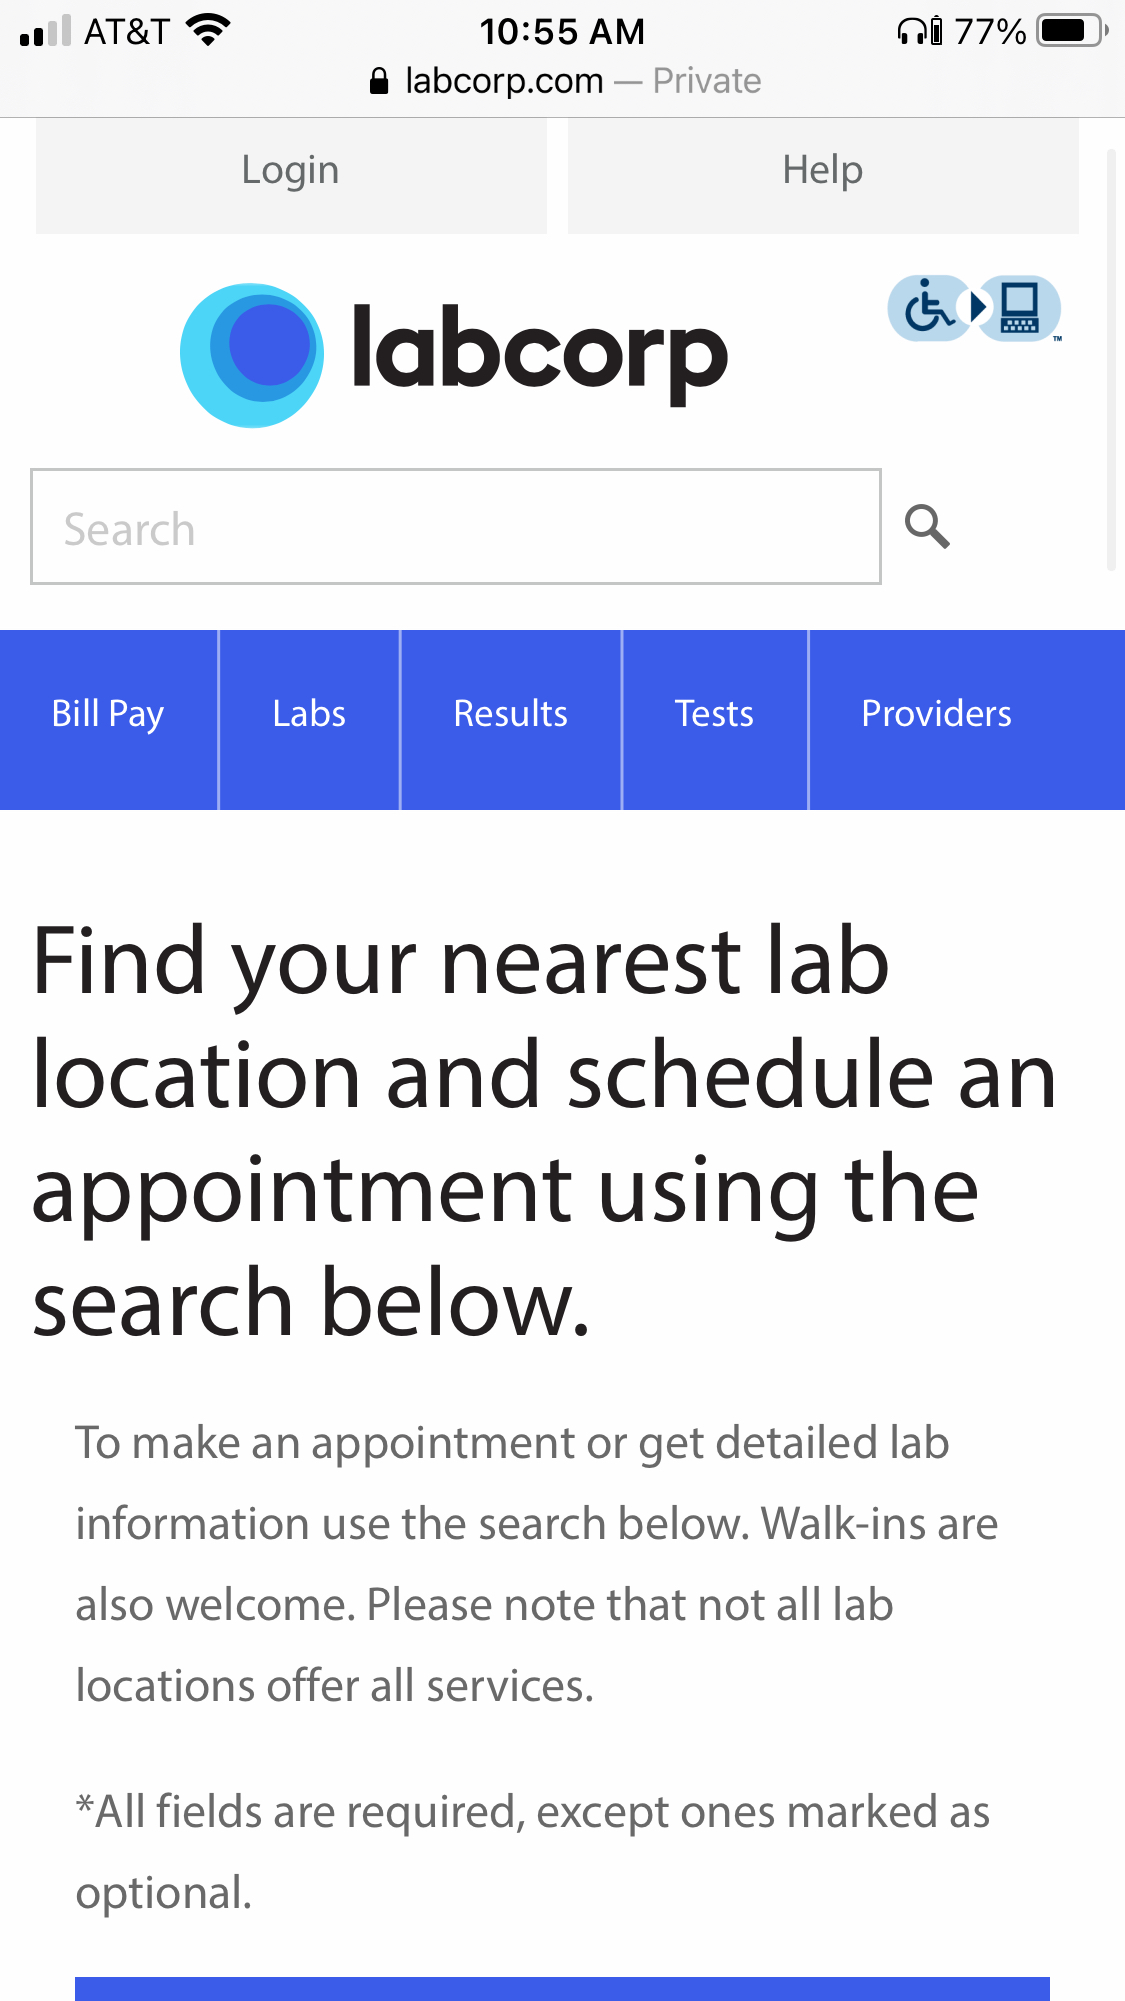 AT&T 10:55 AM 77%
labcorp.com — Private
Login Help
labcorp
TM
Search
Bill Pay Labs Results Tests Providers
Find your nearest lab
location and schedule an
appointment using the
search below.
To make an appointment or get detailed lab
information use the search below. Walk-ins are
also welcome. Please note that not all lab
locations offer all services.
*All fields are required, except ones marked as
optional.